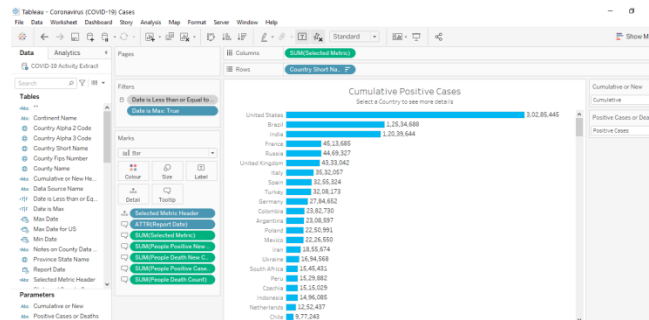 Tableau - Coronavirus (COVID-19) Cases
File Data Worksheet Dashboard Story Analysis Map Format Server Window Help
Standard
Show M
Data Analytics
Pages
Columns SUM(Selected Metric)
COVID-19 Activity Extract
Rows Country Short Na..
Search
Filters
Date is Less than or Equal to..
Date is Max: True
Tables
Continent Name
Country Alpha 2 Code
Country Alpha 3 Code
Country Short Name
County Fips Number
County Name
Cumulative or New He...
Data Source Name
Date is Less than or Eq...
Date is Max
Max Date
Max Date for US
Min Date
Notes on County Data ...
Province State Name
Report Date
Selected Metric Header
Parameters
Cumulative or New
Positive Cases or Deaths
Marks
Bar
Colour Size Label
Detail Tooltip
Selected Metric Header
ATTR(Report Date)
SUM(Selected Metric)
SUM(People Positive New ...
SUM(People Death New C...
SUM(People Positive Case..
SUM(People Death Count)
Cumulative Positive Cases
Select a Country to see more details
United States 3,02,85,445
Brazil 1,25,34,688
India 1,20,39,644
France 45,13,685
Russia 44,69,327
United Kingdom 43,33,042
Italy 35,32,057
Spain 32,55,324
Turkey 32,08,173
Germany 27,84,652
Colombia 23,82,730
Argentina 23,08,597
Poland 22,50,991
Mexico 22,26,550
Iran 18,55,674
Ukraine 16,94,568
South Africa 15,45,431
Peru 15,29,882
Czechia 15,15,029
Indonesia 14,96,085
Netherlands 12,52,437
Chile 9,77,243
Cumulative or New
Cumulative
Positive Cases or Dea
Positive Cases